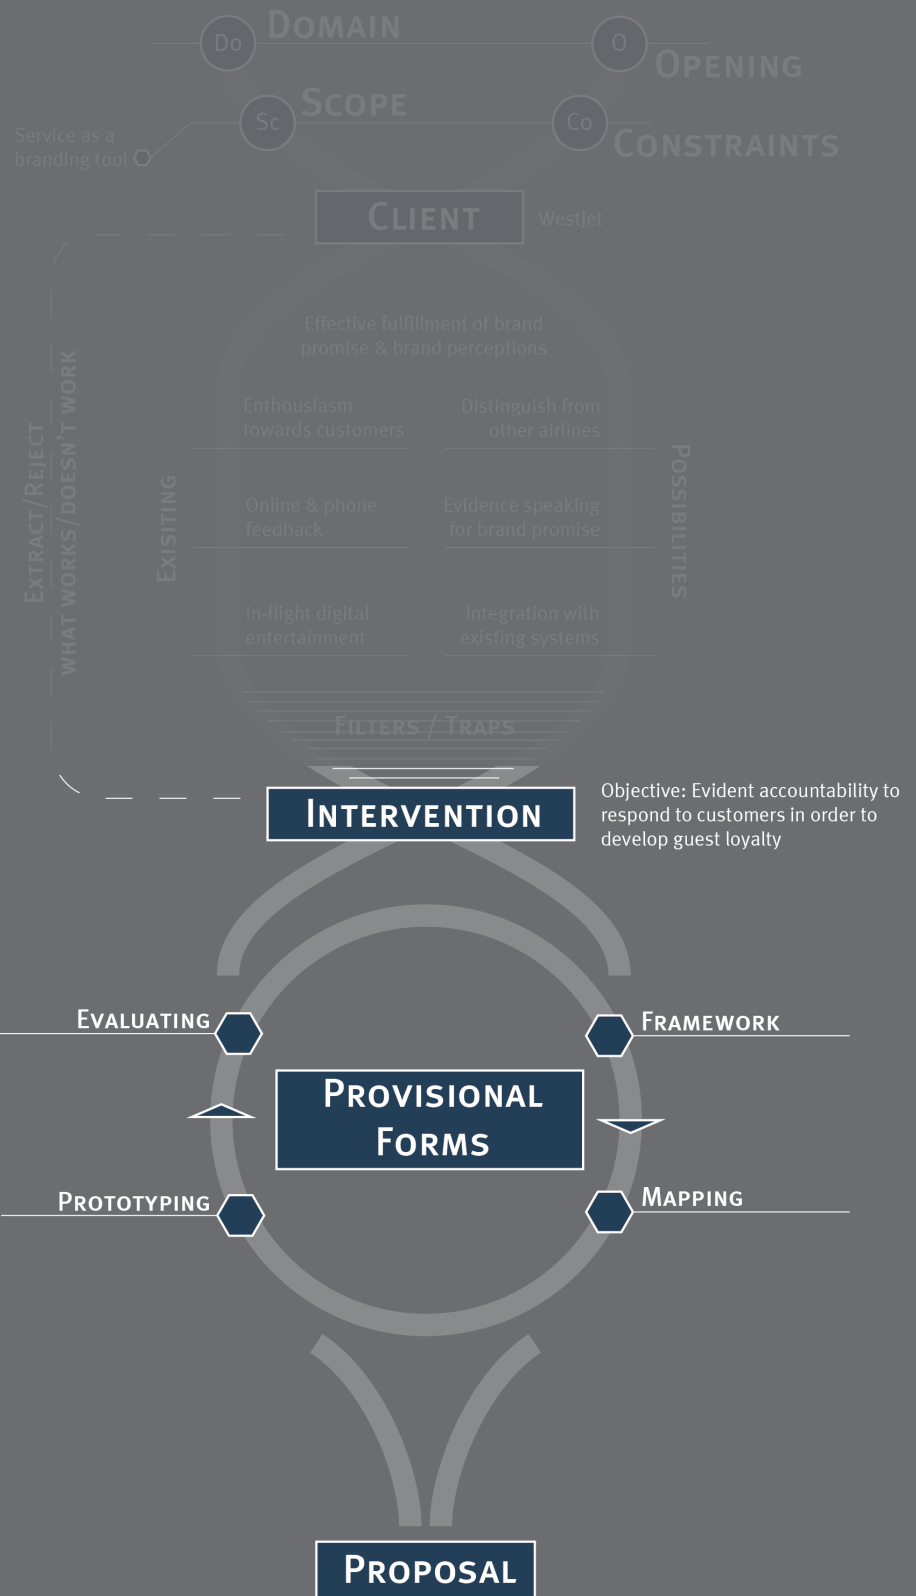 Do
DOMAIN
O
OPENING
Sc
SCOPE
Co
CONSTRAINTS
Service as a
branding tool
CLIENT
WestJet
Effective fulfillment of brand
promise & brand perceptions
EXTRACT/REJECT
WHAT WORKS/DOESN'T WORK
EXISITING
Enthousiasm
towards customers
Distinguish from
other airlines
POSSIBILITIES
Online & phone
feedback
Evidence speaking
for brand promise
In-flight digital
entertainment
Integration with
existing systems
FILTERS / TRAPS
INTERVENTION
Objective: Evident accountability to
respond to customers in order to
develop guest loyalty
EVALUATING
FRAMEWORK
PROVISIONAL
FORMS
PROTOTYPING
MAPPING
PROPOSAL